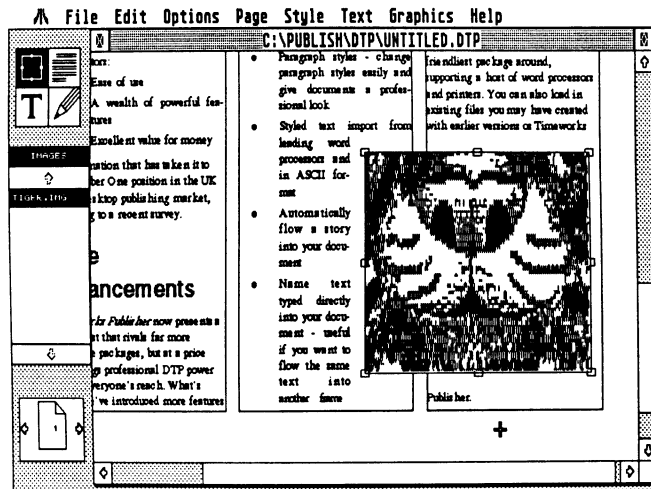 File Edit Options Page Style Text Graphics Help
C:\PUBLISH\DTP\UNTITLED.DTP
T
IMAGES
TIGER.IMG
1
tors:
Ease of use
A wealth of powerful fea-
tures
Excellent value for money
mation that has taken it to
ber One position in the UK
sktop publishing market,
g to a recent survey.
e
ancements
rks Publisher now presents a
st that rivals far more
e packages, but at a price
gs professional DTP power
veryone's reach. What's
've introduced more features
• Paragraph styles - change
paragraph styles easily and
give documents a profes-
sional look
• Styled text import from
leading word
processors and
in ASCII for-
mat
• Automatically
flow a story
into your docu-
ment
• Name text
typed directly
into your docu-
ment - useful
if you want to
flow the same
text into
another frame
friendliest package around,
supporting a host of word processors
and printers. You can also load in
existing files you may have created
with earlier versions os Timeworks
Publisher.